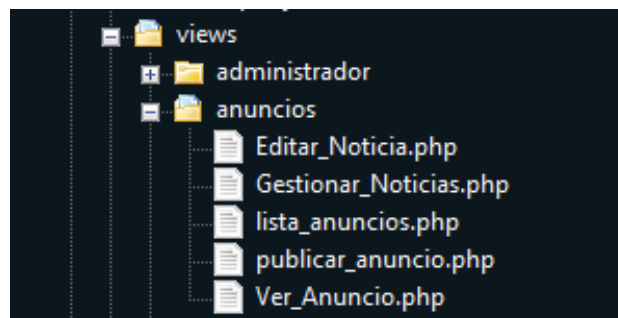 views
administrador
anuncios
Editar_Noticia.php
Gestionar_Noticias.php
lista_anuncios.php
publicar_anuncio.php
Ver_Anuncio.php